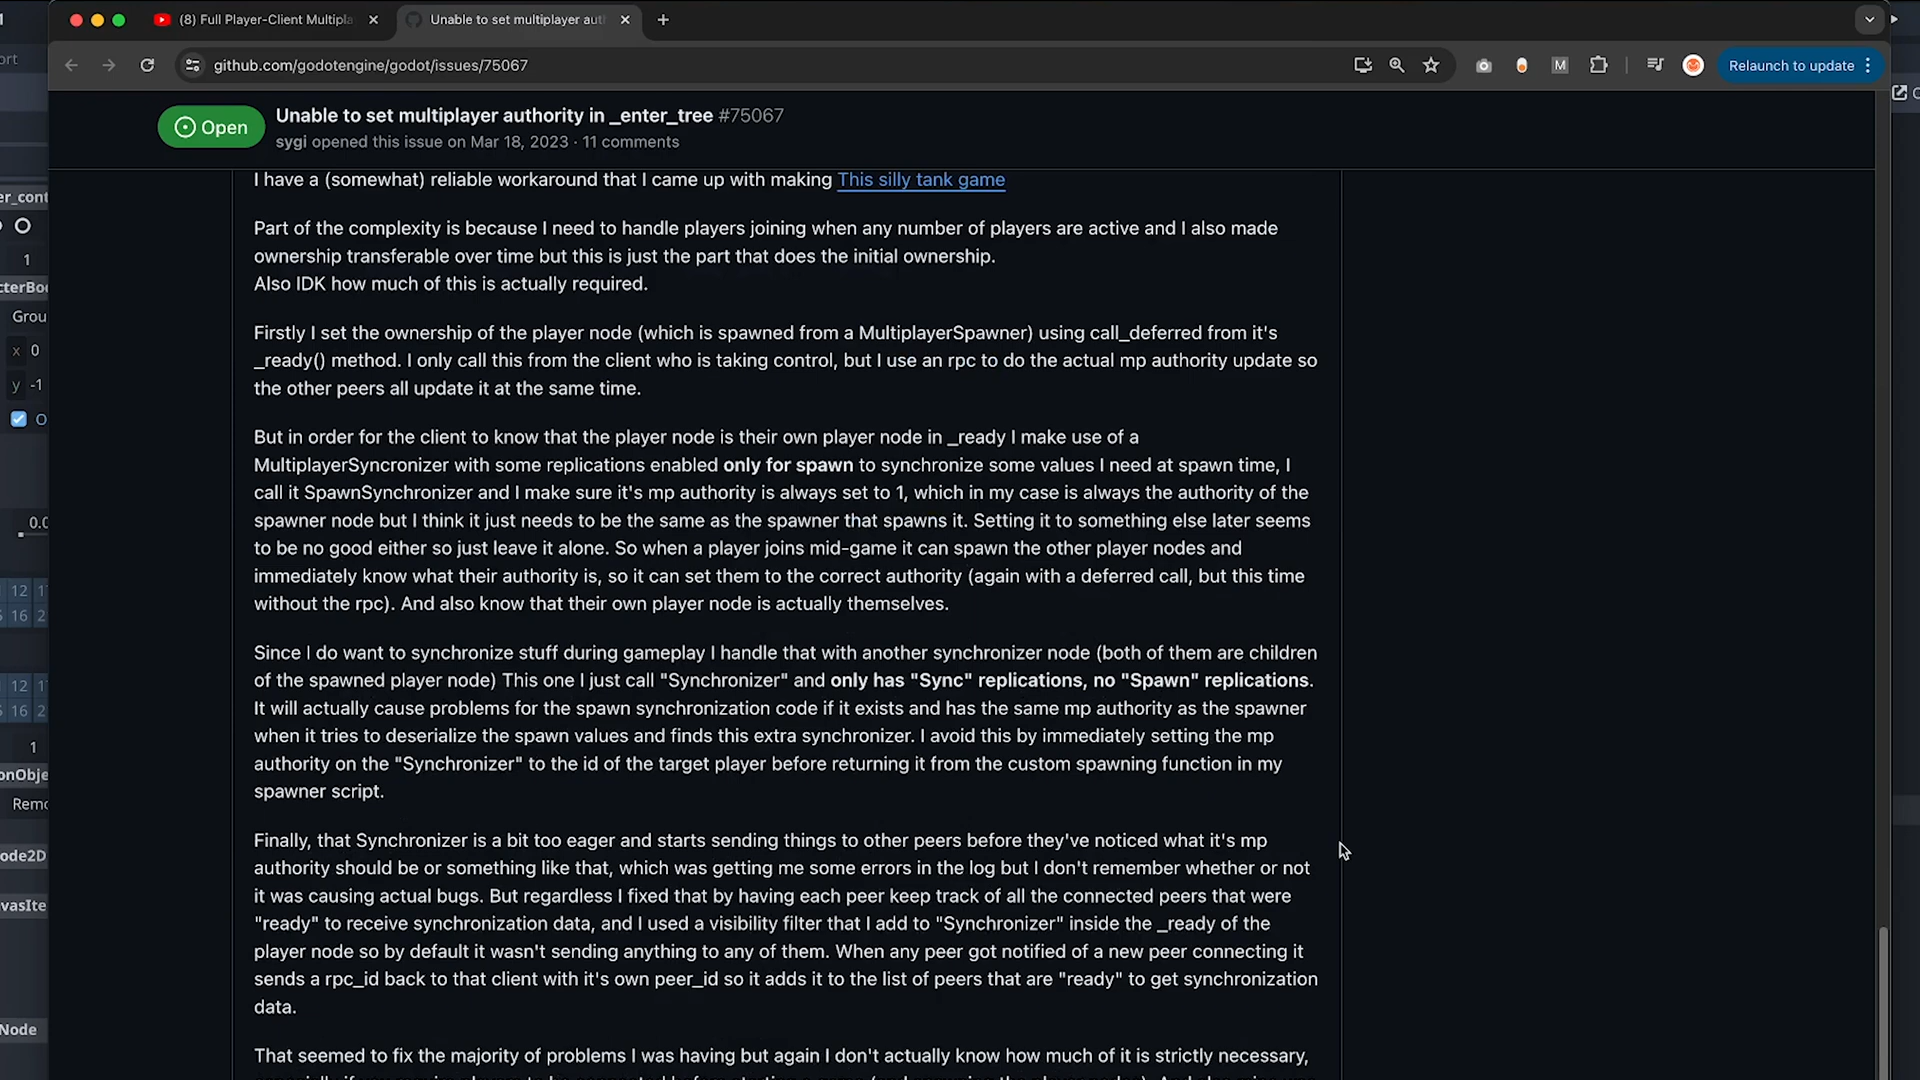 (8) Full Player-Client Multipla
Unable to set multiplayer aut
github.com/godotengine/godot/issues/75067
M
Relaunch to update
Open
Unable to set multiplayer authority in _enter_tree #75067
sygi opened this issue on Mar 18, 2023 · 11 comments
I have a (somewhat) reliable workaround that I came up with making This silly tank game
Part of the complexity is because I need to handle players joining when any number of players are active and I also made
ownership transferable over time but this is just the part that does the initial ownership.
Also IDK how much of this is actually required.
Firstly I set the ownership of the player node (which is spawned from a MultiplayerSpawner) using call_deferred from it's
_ready() method. I only call this from the client who is taking control, but I use an rpc to do the actual mp authority update so
the other peers all update it at the same time.
But in order for the client to know that the player node is their own player node in _ready I make use of a
MultiplayerSyncronizer with some replications enabled only for spawn to synchronize some values I need at spawn time, I
call it SpawnSynchronizer and I make sure it's mp authority is always set to 1, which in my case is always the authority of the
spawner node but I think it just needs to be the same as the spawner that spawns it. Setting it to something else later seems
to be no good either so just leave it alone. So when a player joins mid-game it can spawn the other player nodes and
immediately know what their authority is, so it can set them to the correct authority (again with a deferred call, but this time
without the rpc). And also know that their own player node is actually themselves.
Since I do want to synchronize stuff during gameplay I handle that with another synchronizer node (both of them are children
of the spawned player node) This one I just call "Synchronizer" and only has "Sync" replications, no "Spawn" replications.
It will actually cause problems for the spawn synchronization code if it exists and has the same mp authority as the spawner
when it tries to deserialize the spawn values and finds this extra synchronizer. I avoid this by immediately setting the mp
authority on the "Synchronizer" to the id of the target player before returning it from the custom spawning function in my
spawner script.
Finally, that Synchronizer is a bit too eager and starts sending things to other peers before they've noticed what it's mp
authority should be or something like that, which was getting me some errors in the log but I don't remember whether or not
it was causing actual bugs. But regardless I fixed that by having each peer keep track of all the connected peers that were
"ready" to receive synchronization data, and I used a visibility filter that I add to "Synchronizer" inside the _ready of the
player node so by default it wasn't sending anything to any of them. When any peer got notified of a new peer connecting it
sends a rpc_id back to that client with it's own peer_id so it adds it to the list of peers that are "ready" to get synchronization
data.
That seemed to fix the majority of problems I was having but again I don't actually know how much of it is strictly necessary,
ort
er_cont
1
cterBo
Grou
x 0
y -1
O
0.0
12 1
16 2
12 1
16 2
1
onObje
Remo
ode2D
vasIte
Node